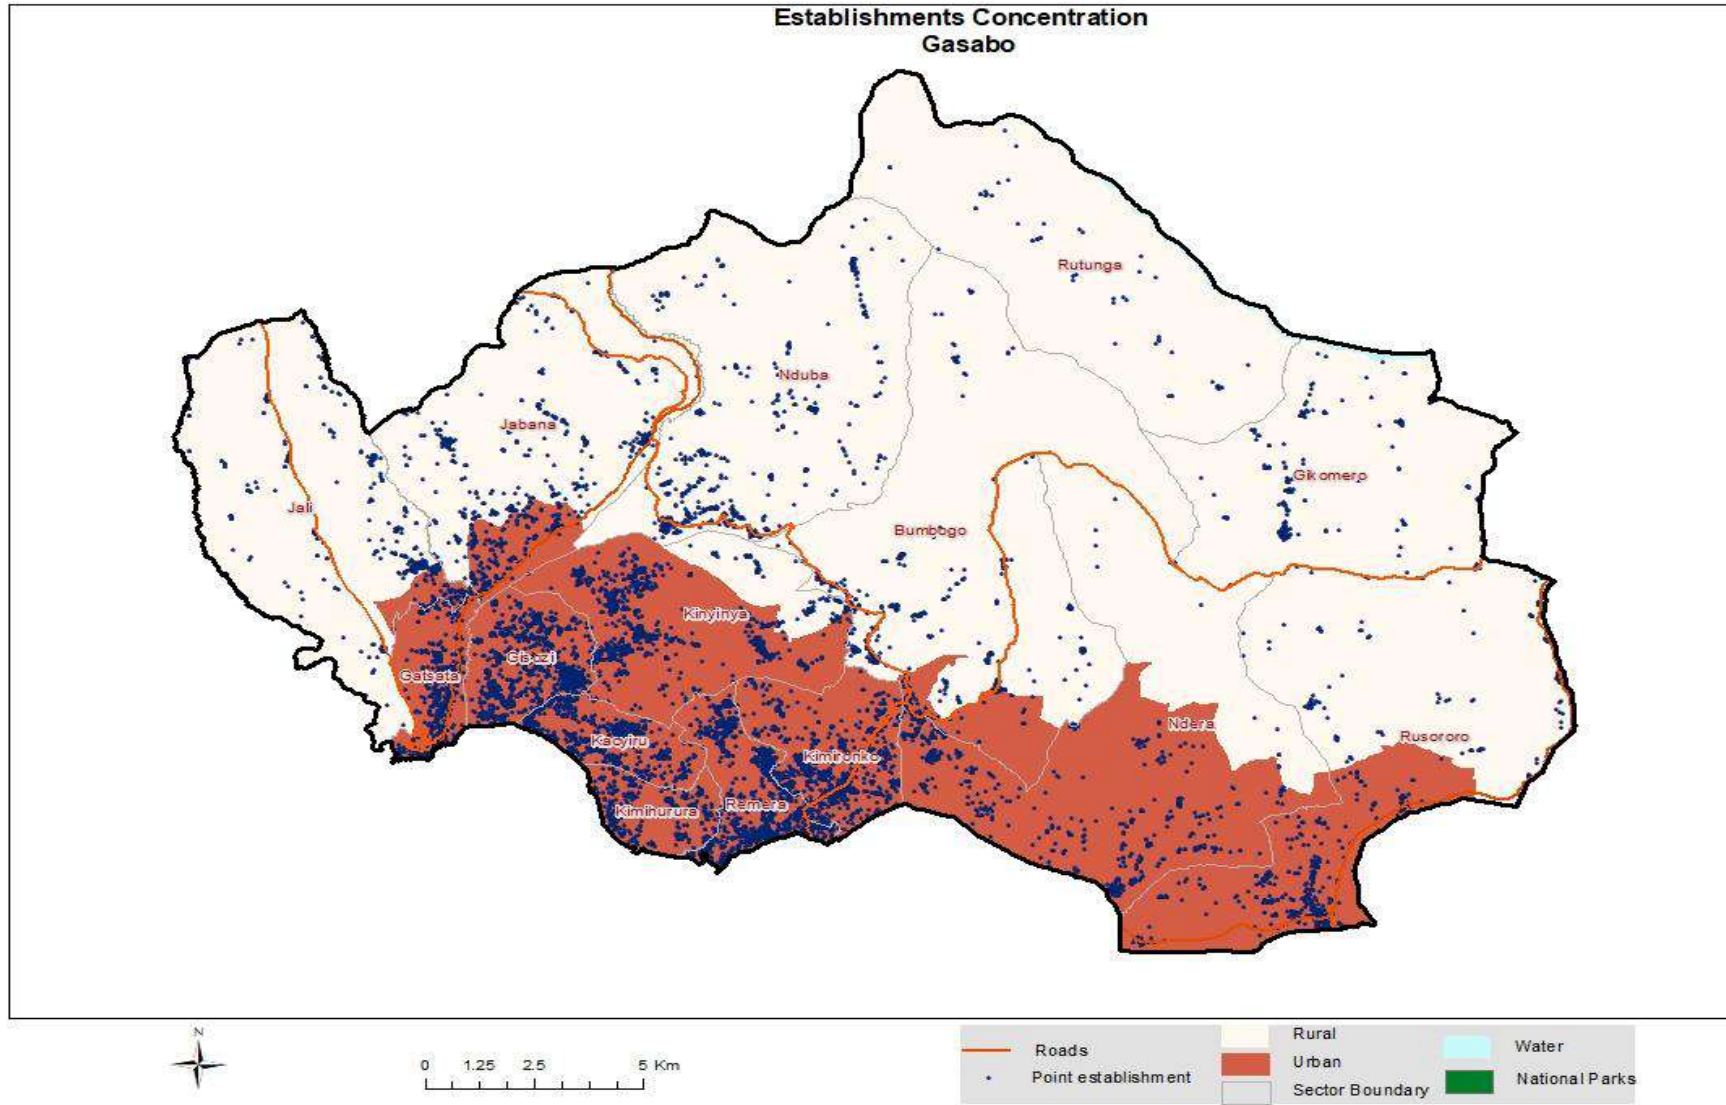 Establishments Concentration
Gasabo
Rutunga
Nduba
Jabana
Gikomero
Jali
Bumbogo
Kinyinya
Gisozi
Gatsata
Ndera
Rusororo
Kacyiru
Kimironko
Remera
Kimihurura
N
0 1.25 2.5 5 Km
Roads
Point establishment
Rural
Urban
Sector Boundary
Water
National Parks